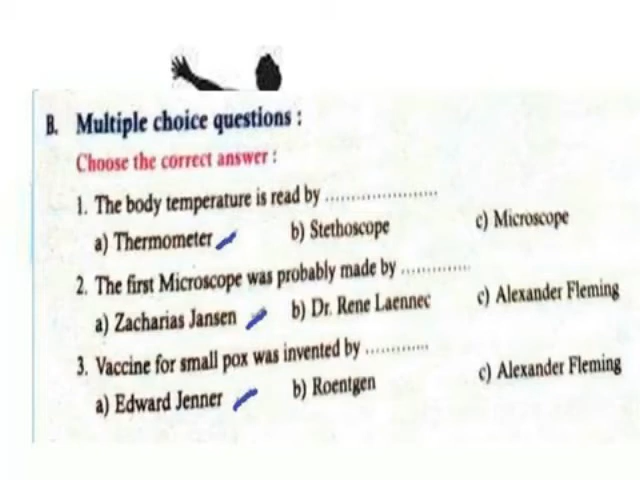 B. Multiple choice questions :
Choose the correct answer :
1. The body temperature is read by ......................
a) Thermometer b) Stethoscope c) Microscope
2. The first Microscope was probably made by ..............
a) Zacharias Jansen b) Dr. Rene Laennec c) Alexander Fleming
3. Vaccine for small pox was invented by .............
a) Edward Jenner b) Roentgen c) Alexander Fleming